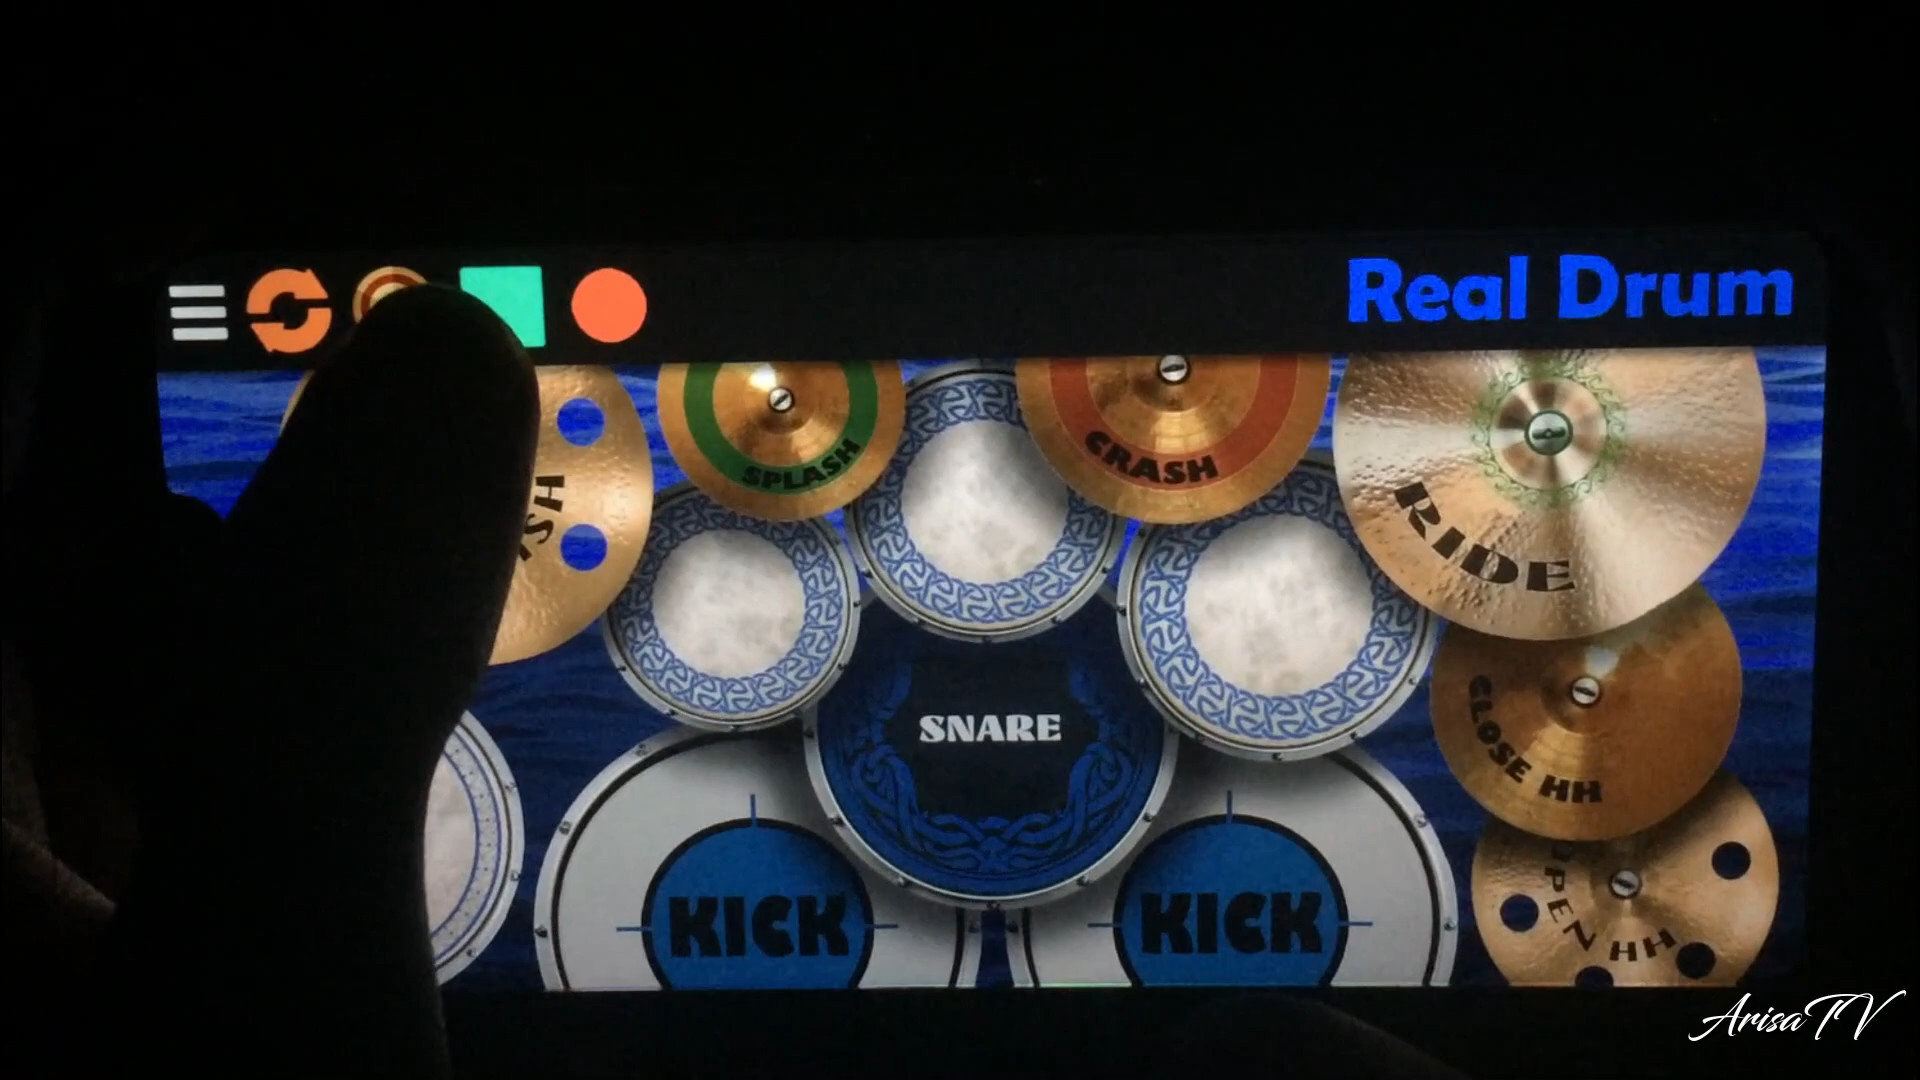 Real Drum
SPLASH
CRASH
RIDE
SNARE
CLOSE HH
KICK
KICK
OPEN HH
ArisaTV